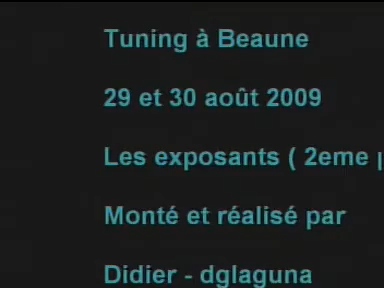 Tuning à Beaune
29 et 30 août 2009
Les exposants ( 2eme
Monté et réalisé par
Didier - dglaguna